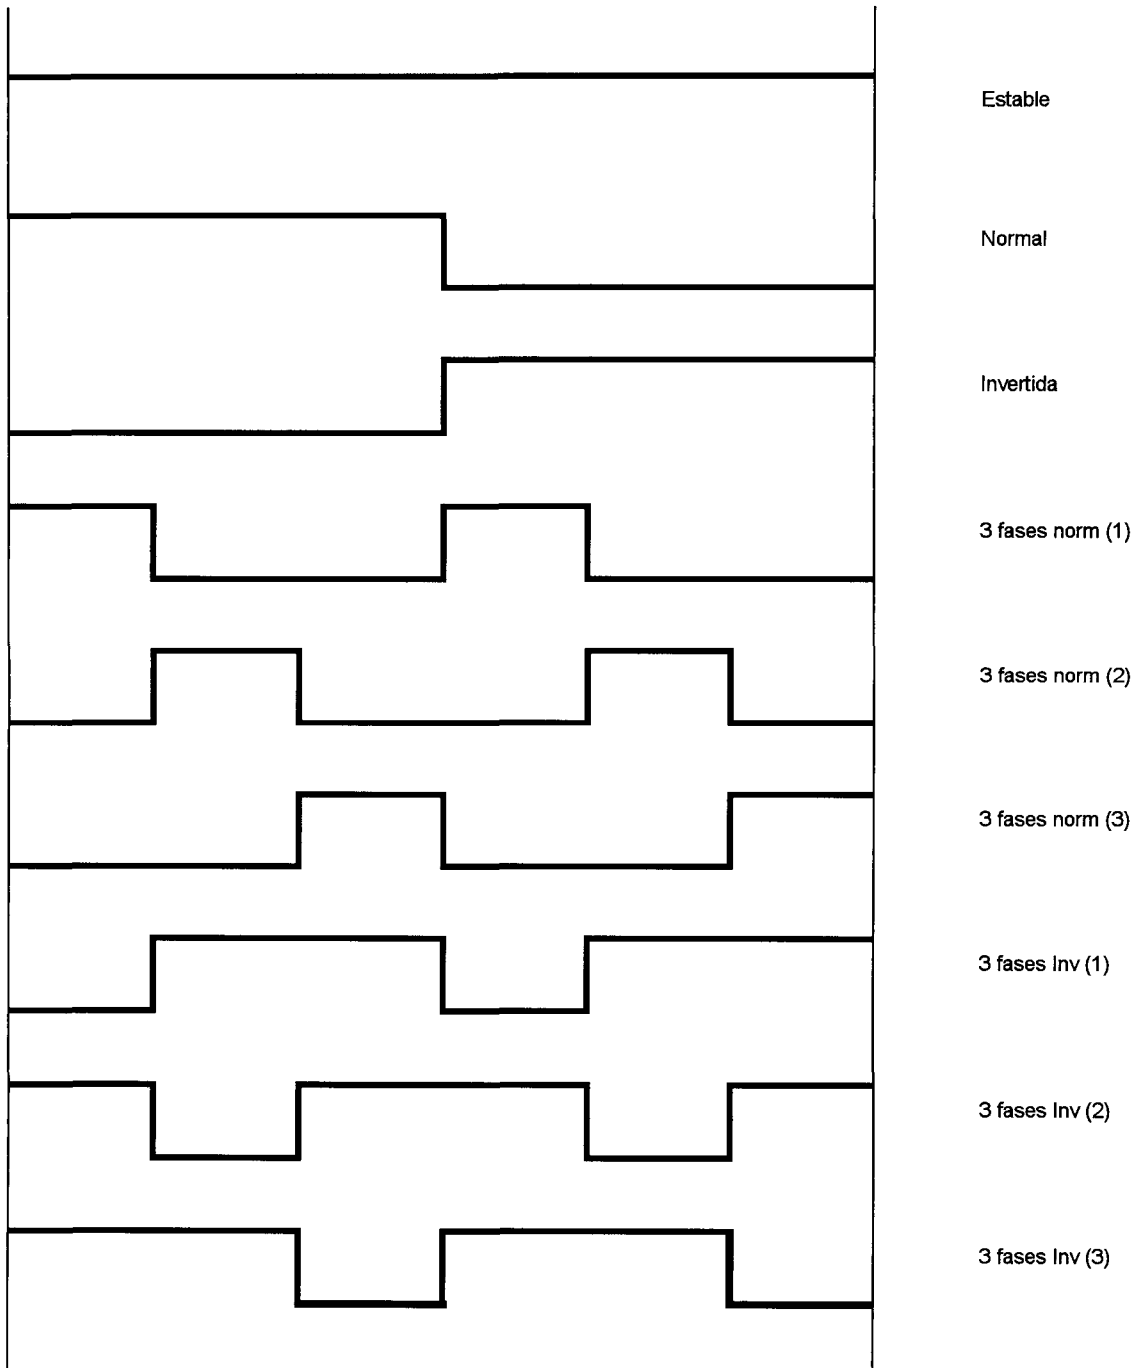 Estable
Normal
Invertida
3 fases norm (1)
3 fases norm (2)
3 fases norm (3)
3 fases Inv (1)
3 fases Inv (2)
3 fases Inv (3)